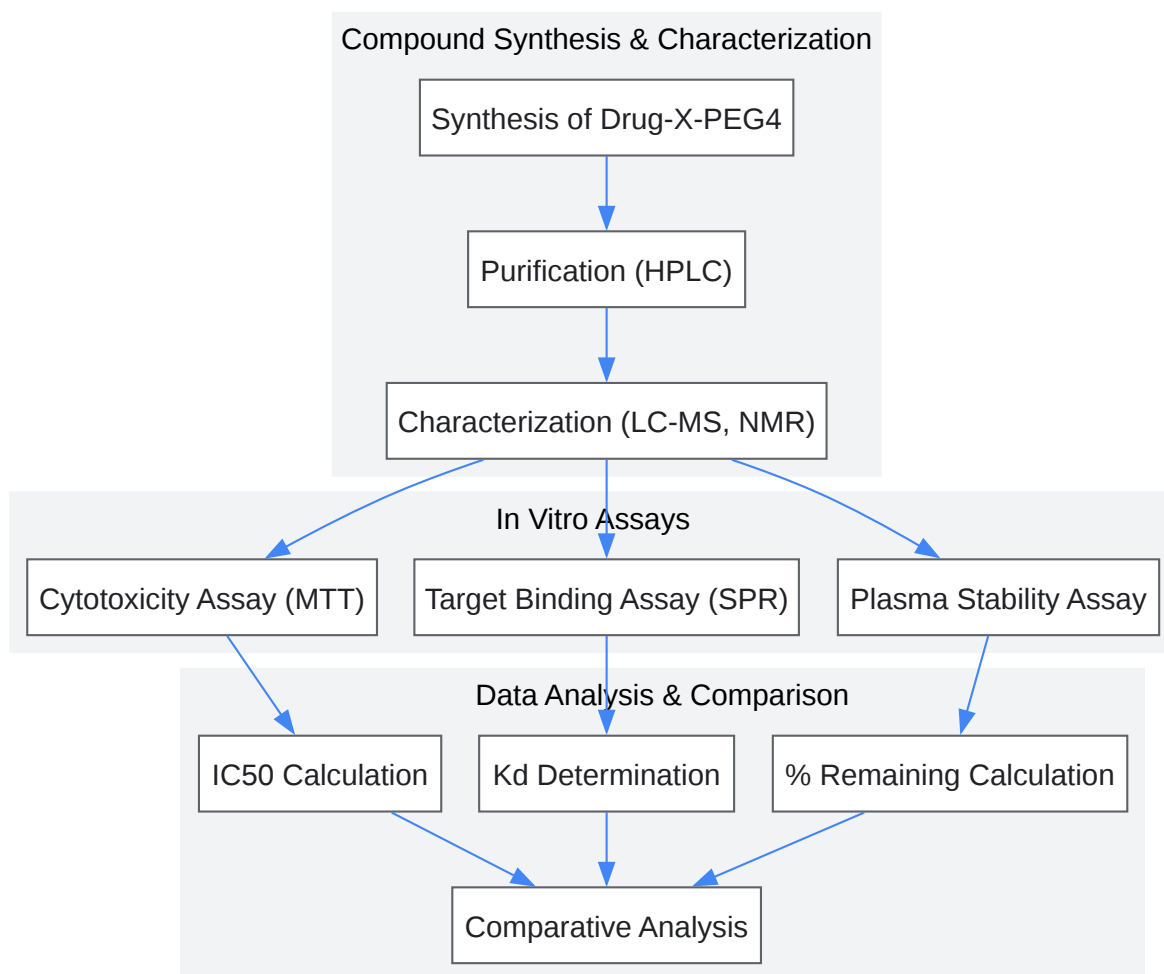 Compound Synthesis & Characterization
Synthesis of Drug-X-PEG4
Purification (HPLC)
Characterization (LC-MS, NMR)
In Vitro Assays
Cytotoxicity Assay (MTT)
Target Binding Assay (SPR)
Plasma Stability Assay
Data Analysis & Comparison
IC50 Calculation
Kd Determination
% Remaining Calculation
Comparative Analysis